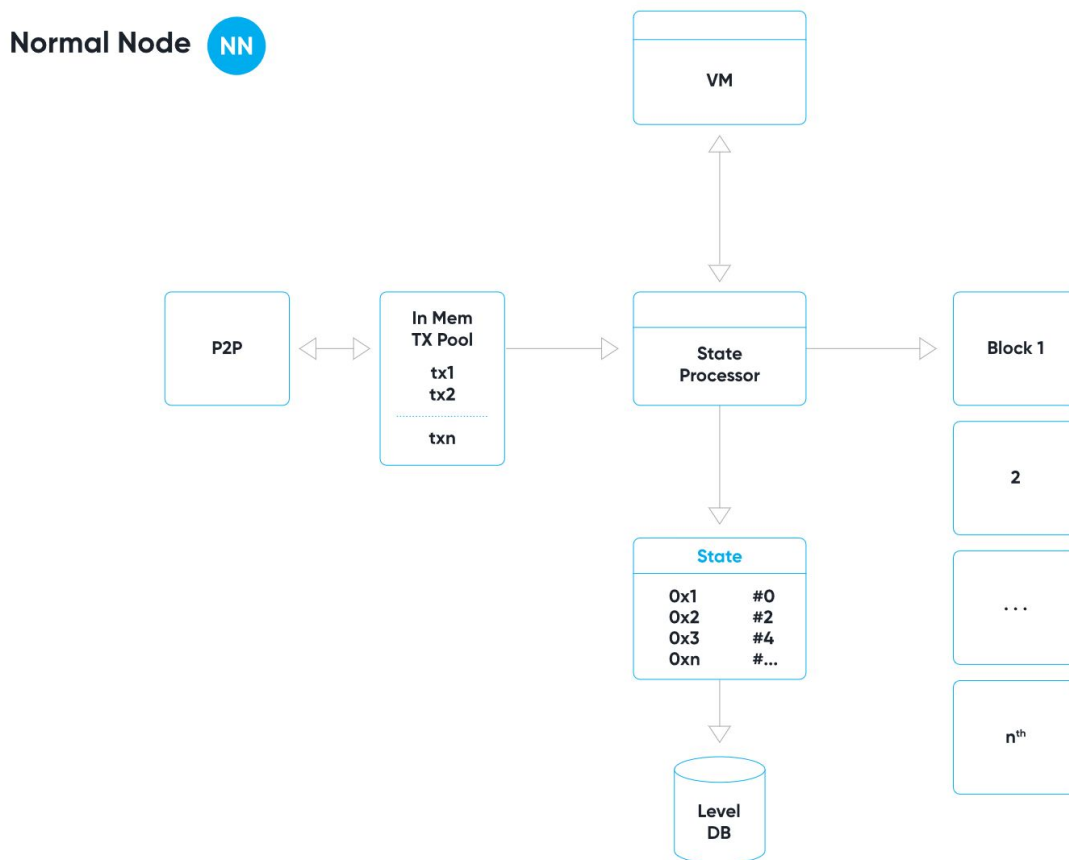 Normal Node
NN
VM
P2P
In Mem
TX Pool
tx1
tx2
txn
State
Processor
Block 1
2
...
nth
State
0x1 #0
0x2 #2
0x3 #4
0xn #...
Level
DB